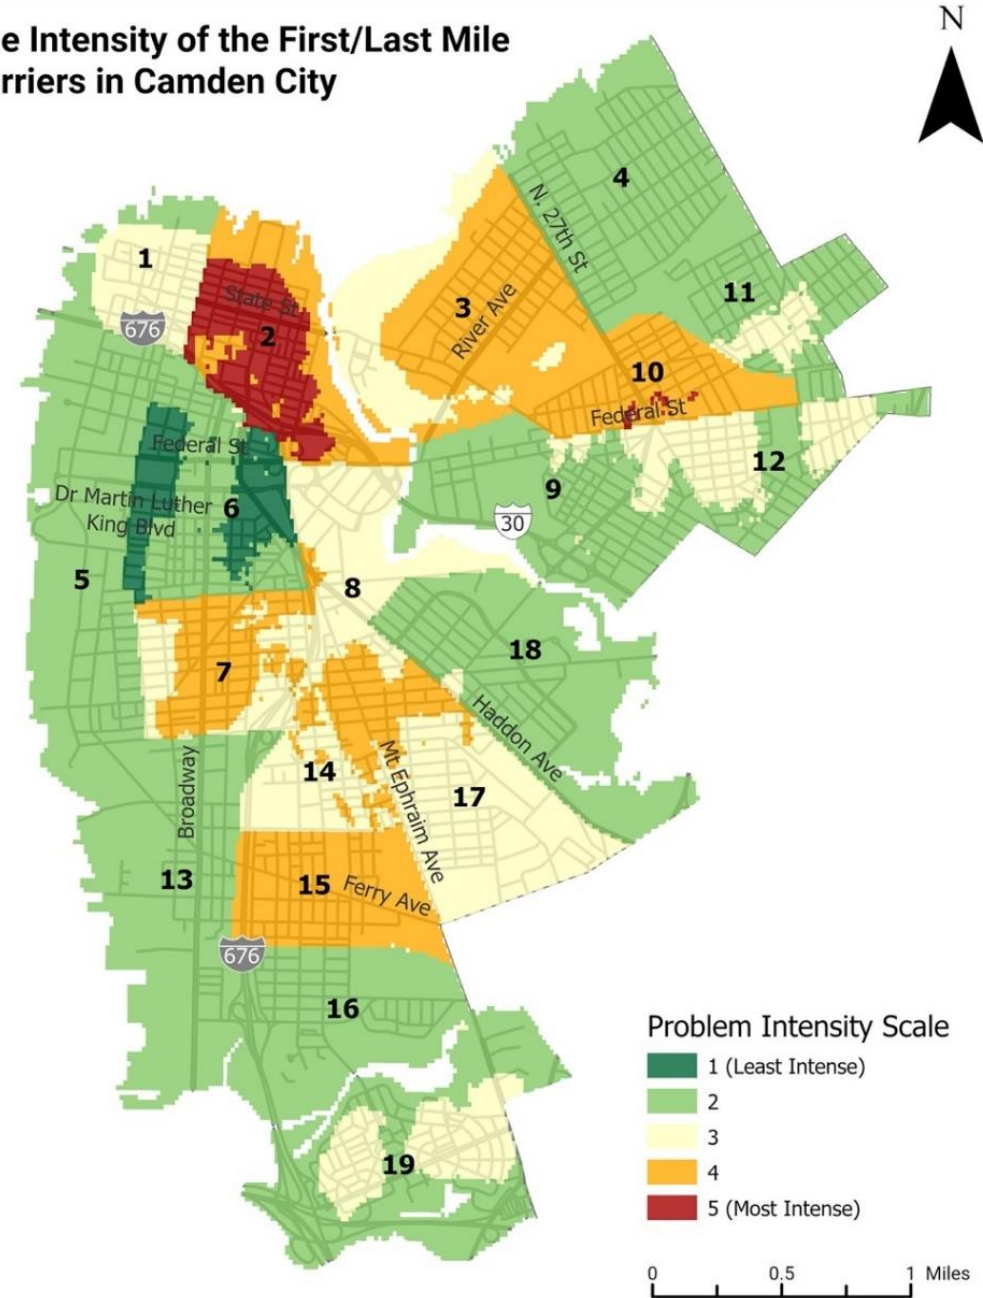 e Intensity of the First/Last Mile
rriers in Camden City
N
4
N. 27th St
1
11
State St
3
River Ave
676
2
10
Federal St
Federal St
12
9
Dr Martin Luther
King Blvd
6
30
5
8
18
7
Haddon Ave
14
Mt Ephraim Ave
17
Broadway
13
15
Ferry Ave
676
16
19
Problem Intensity Scale
1 (Least Intense)
2
3
4
5 (Most Intense)
0 0.5 1 Miles